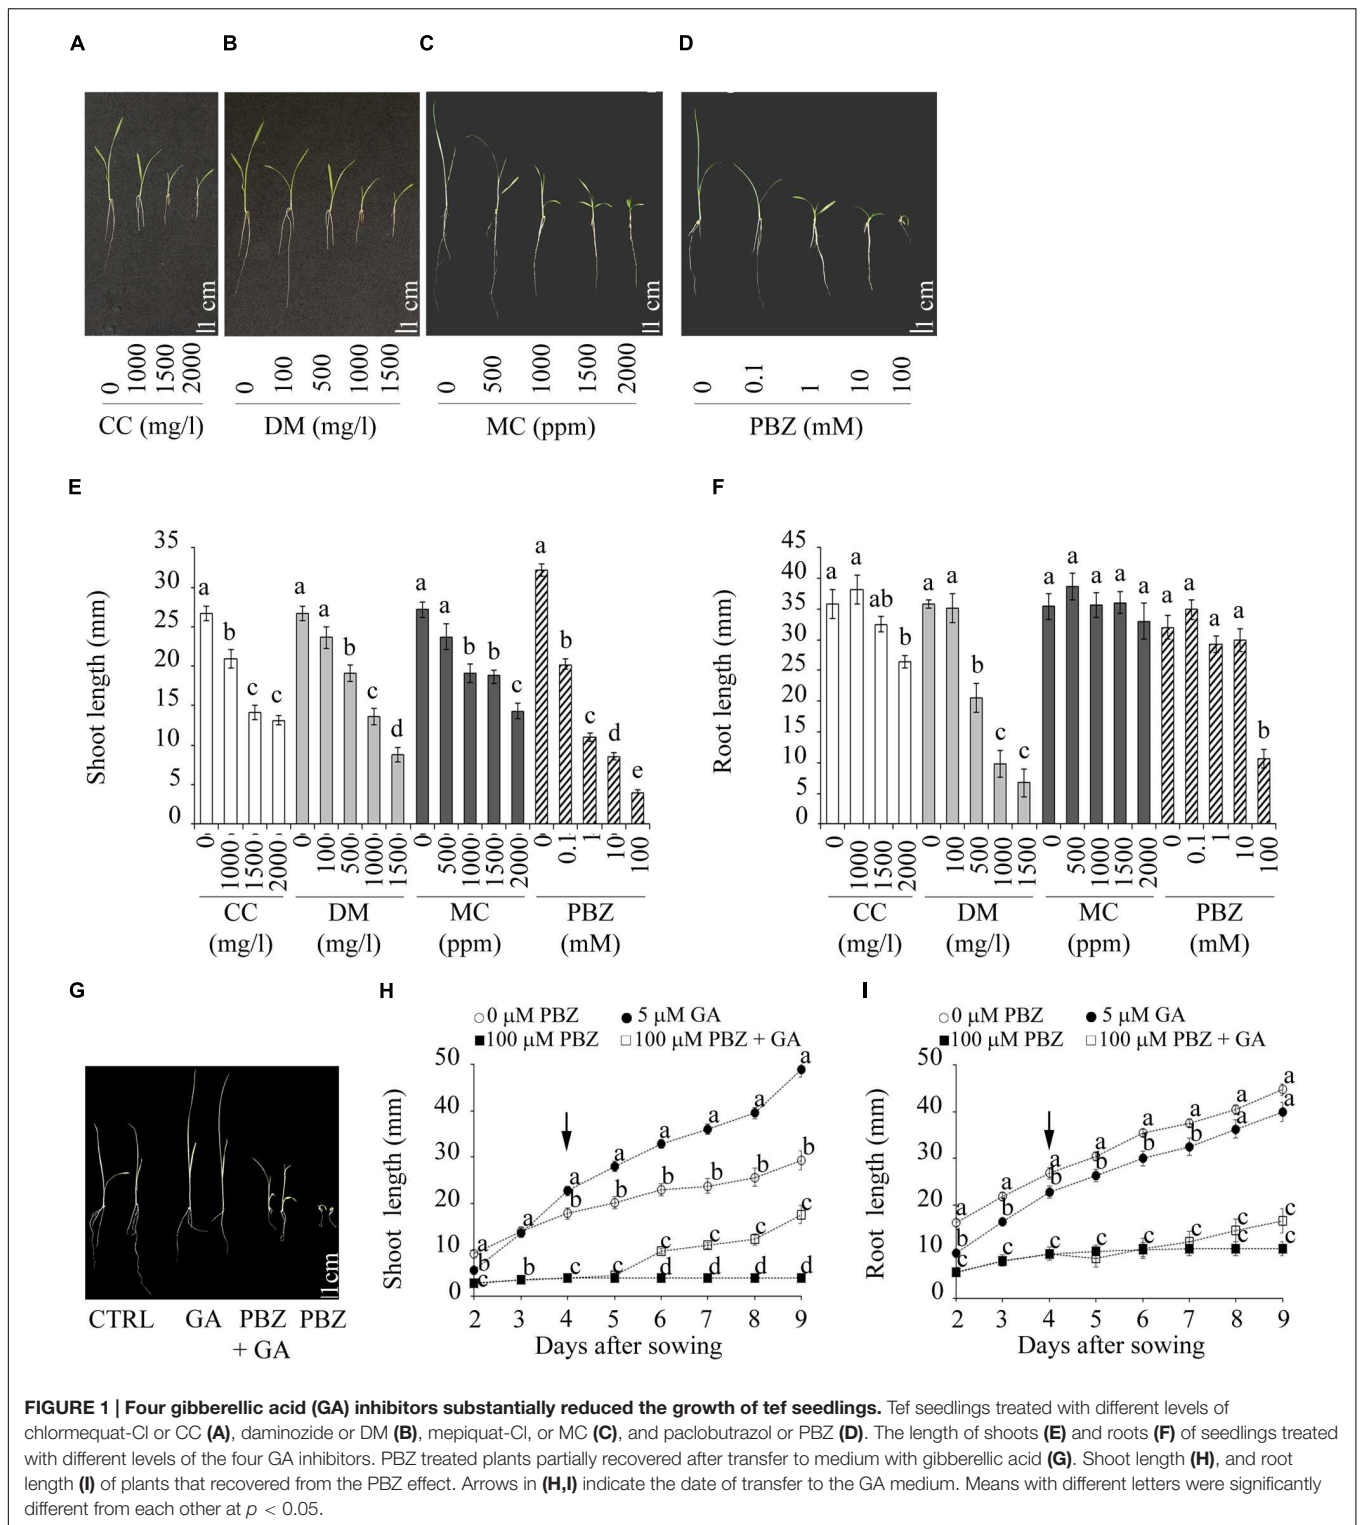 A B C D
1 cm 1 cm 1 cm 1 cm
0 1000 1500 2000 0 100 500 1000 1500 0 500 1000 1500 2000 0 0.1 1 10 100
CC (mg/l) DM (mg/l) MC (ppm) PBZ (mM)
E
35
30
25
20
15
10
5
0
Shoot length (mm)
a b c c a a b c d a a b b c a b c d e
0 1000 1500 2000 0 100 500 1000 1500 0 500 1000 1500 2000 0 0.1 1 10 100
CC DM MC PBZ
(mg/l) (mg/l) (ppm) (mM)
F
45
40
35
30
25
20
15
10
5
0
Root length (mm)
a a ab b a a b c c a a a a a a a a a b
0 1000 1500 2000 0 100 500 1000 1500 0 500 1000 1500 2000 0 0.1 1 10 100
CC DM MC PBZ
(mg/l) (mg/l) (ppm) (mM)
G
1cm
CTRL GA PBZ PBZ
+ GA
H
0 µM PBZ 5 µM GA
100 µM PBZ 100 µM PBZ + GA
50
40
30
20
10
0
Shoot length (mm)
a a a a a a a
a b b b b b b
b c c c c
c b c c d d d d
2 3 4 5 6 7 8 9
Days after sowing
I
0 µM PBZ 5 µM GA
100 µM PBZ 100 µM PBZ + GA
50
40
30
20
10
0
Root length (mm)
a a a a a a a a
b b b b b b a a
c c c c c c c c
c c
2 3 4 5 6 7 8 9
Days after sowing
FIGURE 1 | Four gibberellic acid (GA) inhibitors substantially reduced the growth of tef seedlings. Tef seedlings treated with different levels of
chlormequat-Cl or CC (A), daminozide or DM (B), mepiquat-Cl, or MC (C), and paclobutrazol or PBZ (D). The length of shoots (E) and roots (F) of seedlings treated
with different levels of the four GA inhibitors. PBZ treated plants partially recovered after transfer to medium with gibberellic acid (G). Shoot length (H), and root
length (I) of plants that recovered from the PBZ effect. Arrows in (H,I) indicate the date of transfer to the GA medium. Means with different letters were significantly
different from each other at p < 0.05.